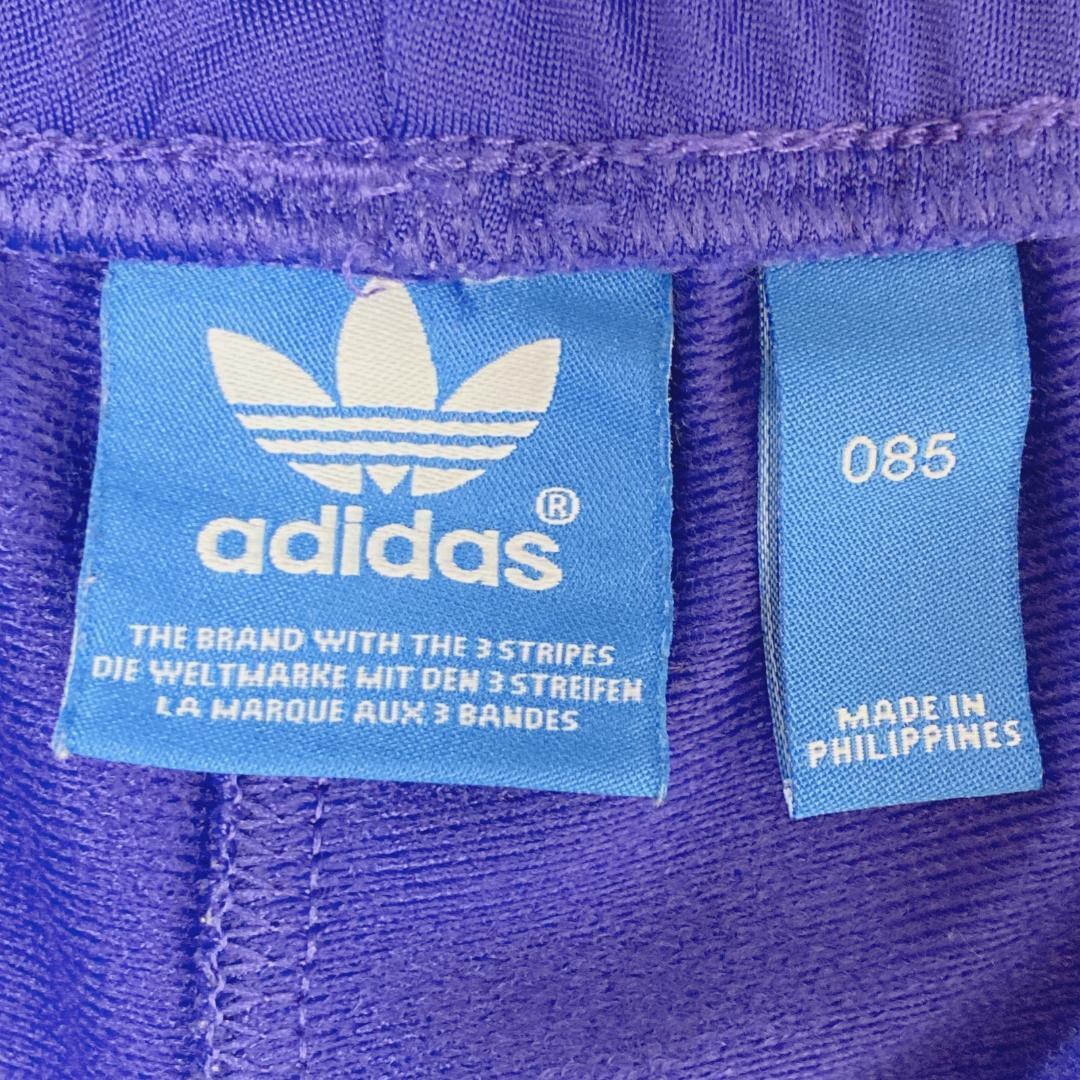 adidas®
THE BRAND WITH THE 3 STRIPES
DIE WELTMARKE MIT DEN 3 STREIFEN
LA MARQUE AUX 3 BANDES
085
MADE IN
PHILIPPINES